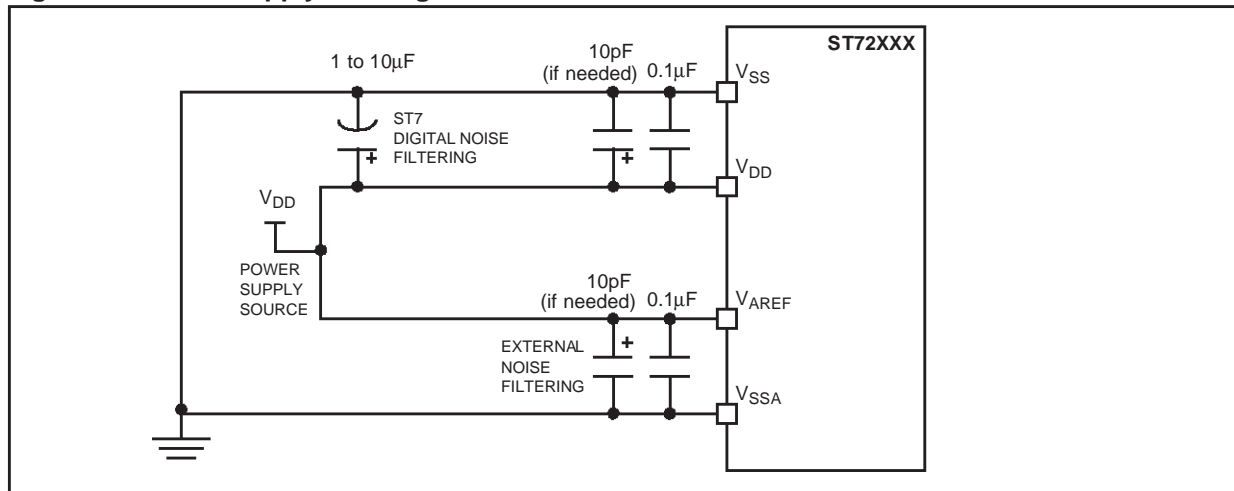 ST72XXX
1 to 10μF
10pF
(if needed)
0.1μF
VSS
ST7
DIGITAL NOISE
FILTERING
+
+
VDD
VDD
POWER
SUPPLY
SOURCE
10pF
(if needed)
0.1μF
VAREF
EXTERNAL
NOISE
FILTERING
+
VSSA